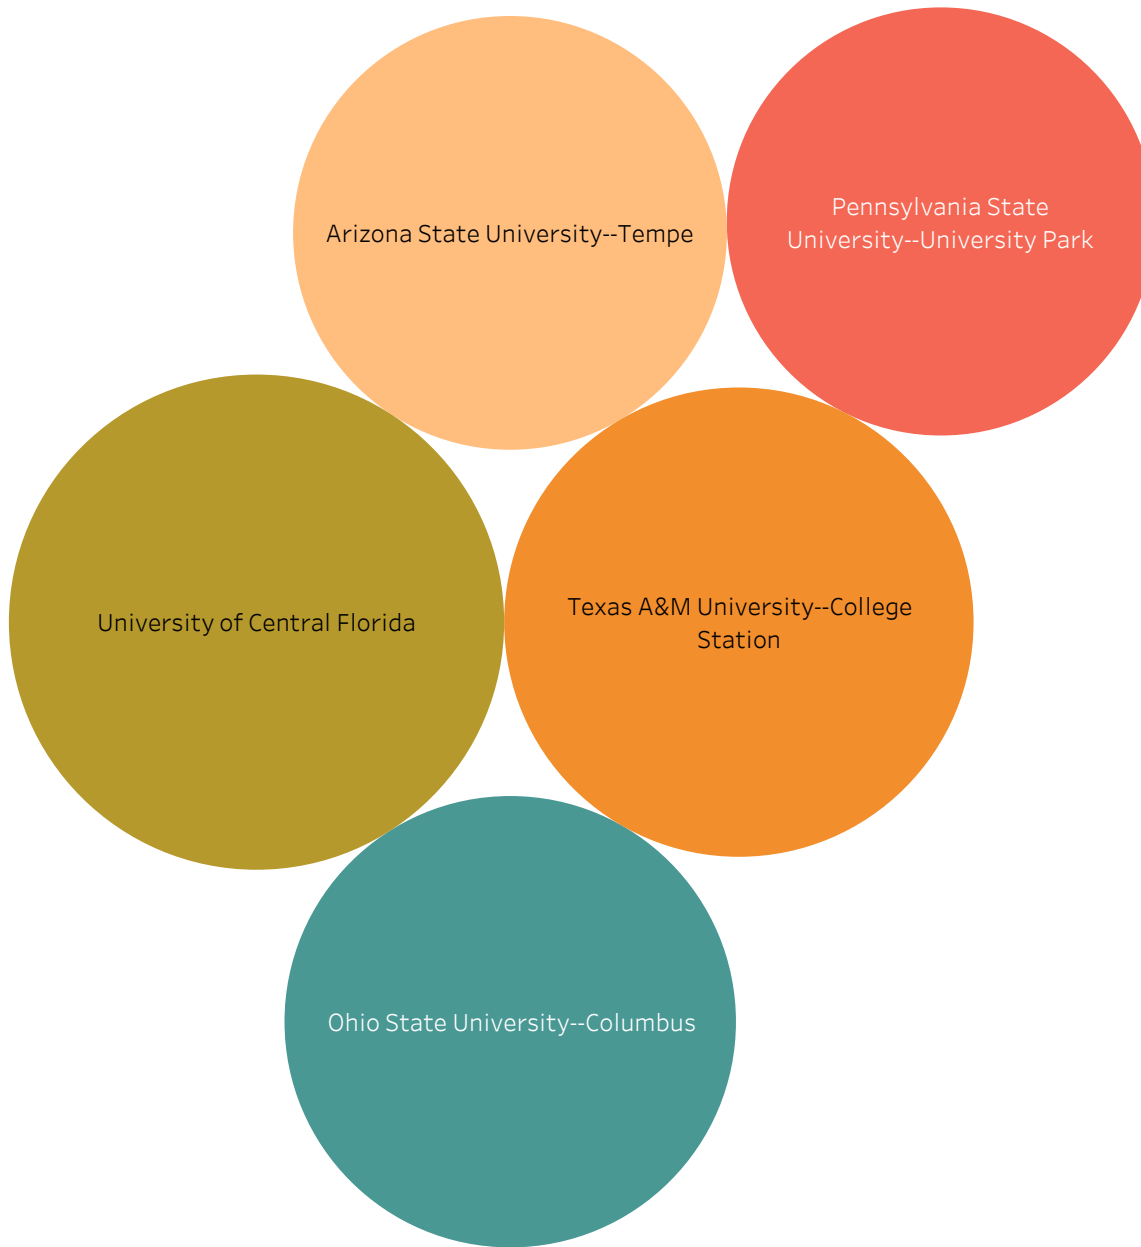 Pennsylvania State
University--University Park
Arizona State University--Tempe
University of Central Florida
Texas A&M University--College
Station
Ohio State University--Columbus